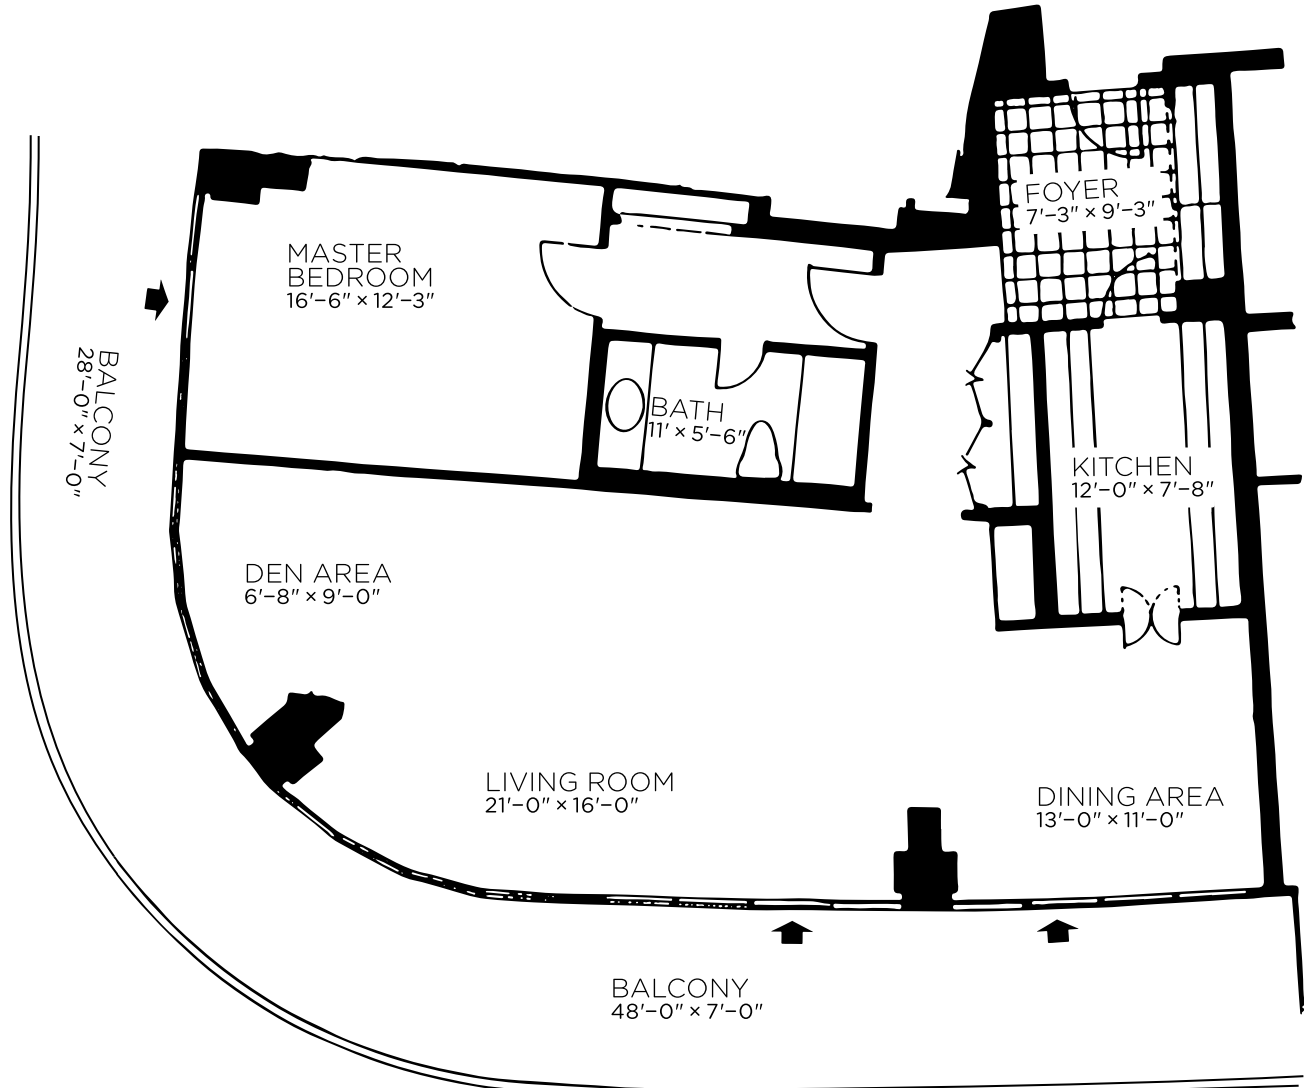 FOYER
7'–3" × 9'–3"
MASTER
BEDROOM
16'–6" × 12'–3"
BALCONY
28'–0" × 7'–0"
BATH
11' × 5'–6"
KITCHEN
12'–0" × 7'–8"
DEN AREA
6'–8" × 9'–0"
LIVING ROOM
21'–0" × 16'–0"
DINING AREA
13'–0" × 11'–0"
BALCONY
48'–0" × 7'–0"